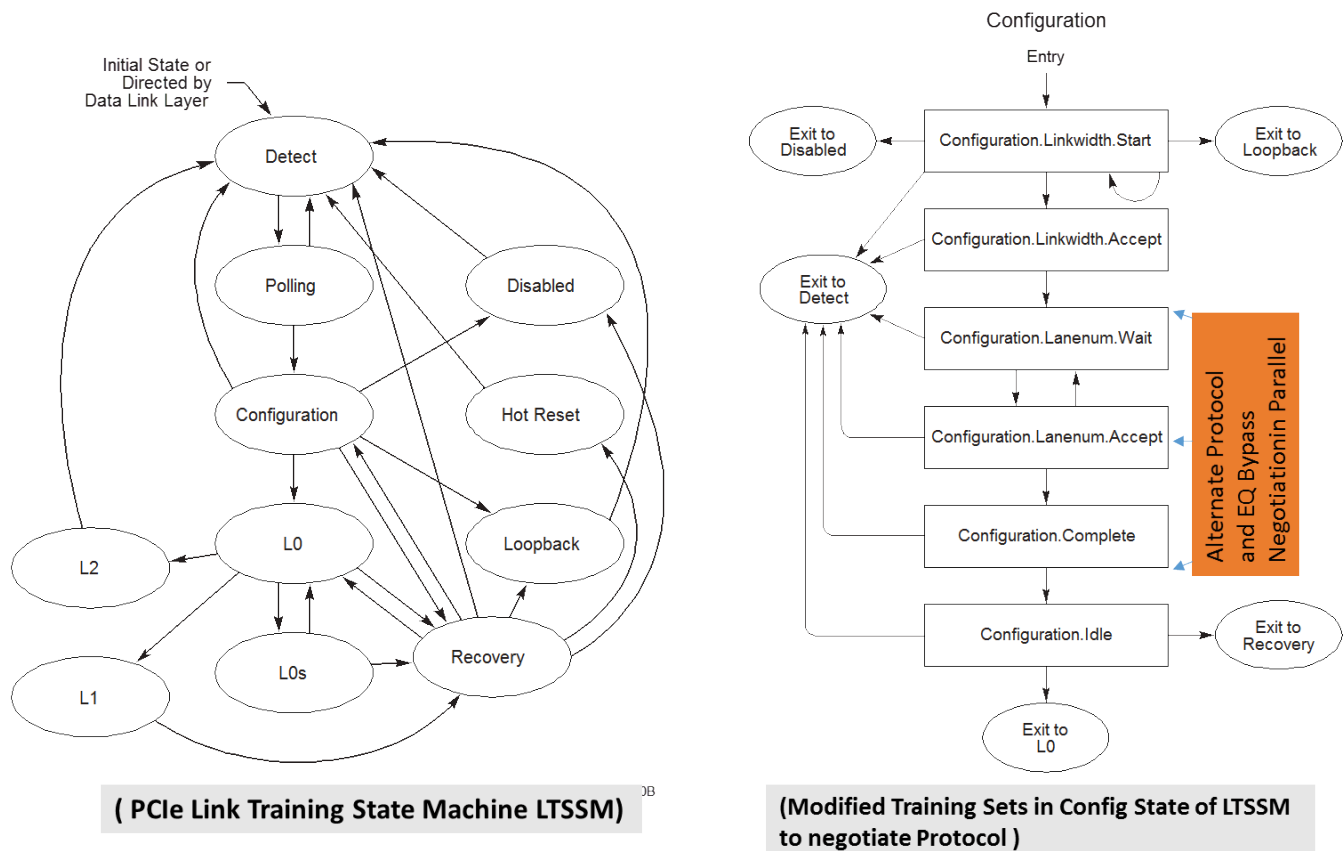 Initial State or
Directed by
Data Link Layer
Detect
Polling
Disabled
Configuration
Hot Reset
L0
Loopback
L2
L0s
Recovery
L1
0B
( PCIe Link Training State Machine LTSSM)
Configuration
Entry
Exit to
Disabled
Configuration.Linkwidth.Start
Exit to
Loopback
Configuration.Linkwidth.Accept
Exit to
Detect
Configuration.Lanenum.Wait
Configuration.Lanenum.Accept
Configuration.Complete
Alternate Protocol
and EQ Bypass
Negotiationin Parallel
Configuration.Idle
Exit to
Recovery
Exit to
L0
(Modified Training Sets in Config State of LTSSM
to negotiate Protocol )